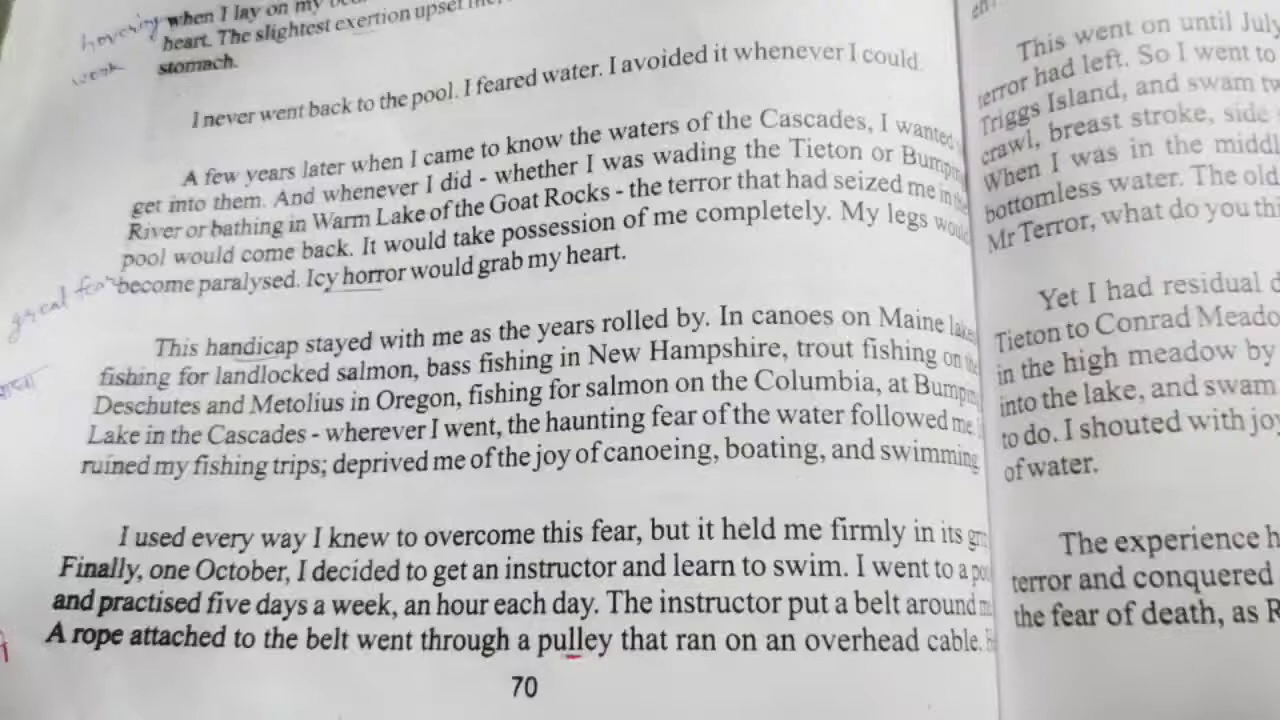 hovering
when I lay on my
heart. The slightest exertion upset
stomach.
I never went back to the pool. I feared water. I avoided it whenever I could.
A few years later when I came to know the waters of the Cascades, I wanted
get into them. And whenever I did - whether I was wading the Tieton or Bumping
River or bathing in Warm Lake of the Goat Rocks - the terror that had seized me in the
pool would come back. It would take possession of me completely. My legs would
great fear
become paralysed. Icy horror would grab my heart.
This handicap stayed with me as the years rolled by. In canoes on Maine lakes
fishing for landlocked salmon, bass fishing in New Hampshire, trout fishing on the
Deschutes and Metolius in Oregon, fishing for salmon on the Columbia, at Bumping
Lake in the Cascades - wherever I went, the haunting fear of the water followed me.
ruined my fishing trips; deprived me of the joy of canoeing, boating, and swimming
I used every way I knew to overcome this fear, but it held me firmly in its
Finally, one October, I decided to get an instructor and learn to swim. I went to a
and practised five days a week, an hour each day. The instructor put a belt around
A rope attached to the belt went through a pulley that ran on an overhead cable.
70
This went on until July
terror had left. So I went to
Triggs Island, and swam
crawl, breast stroke, side
When I was in the
bottomless water. The old
Mr Terror, what do you
Yet I had residual
Tieton to Conrad
in the high meadow by
into the lake, and swam
to do. I shouted with joy
of water.
The experience
terror and conquered
the fear of death, as